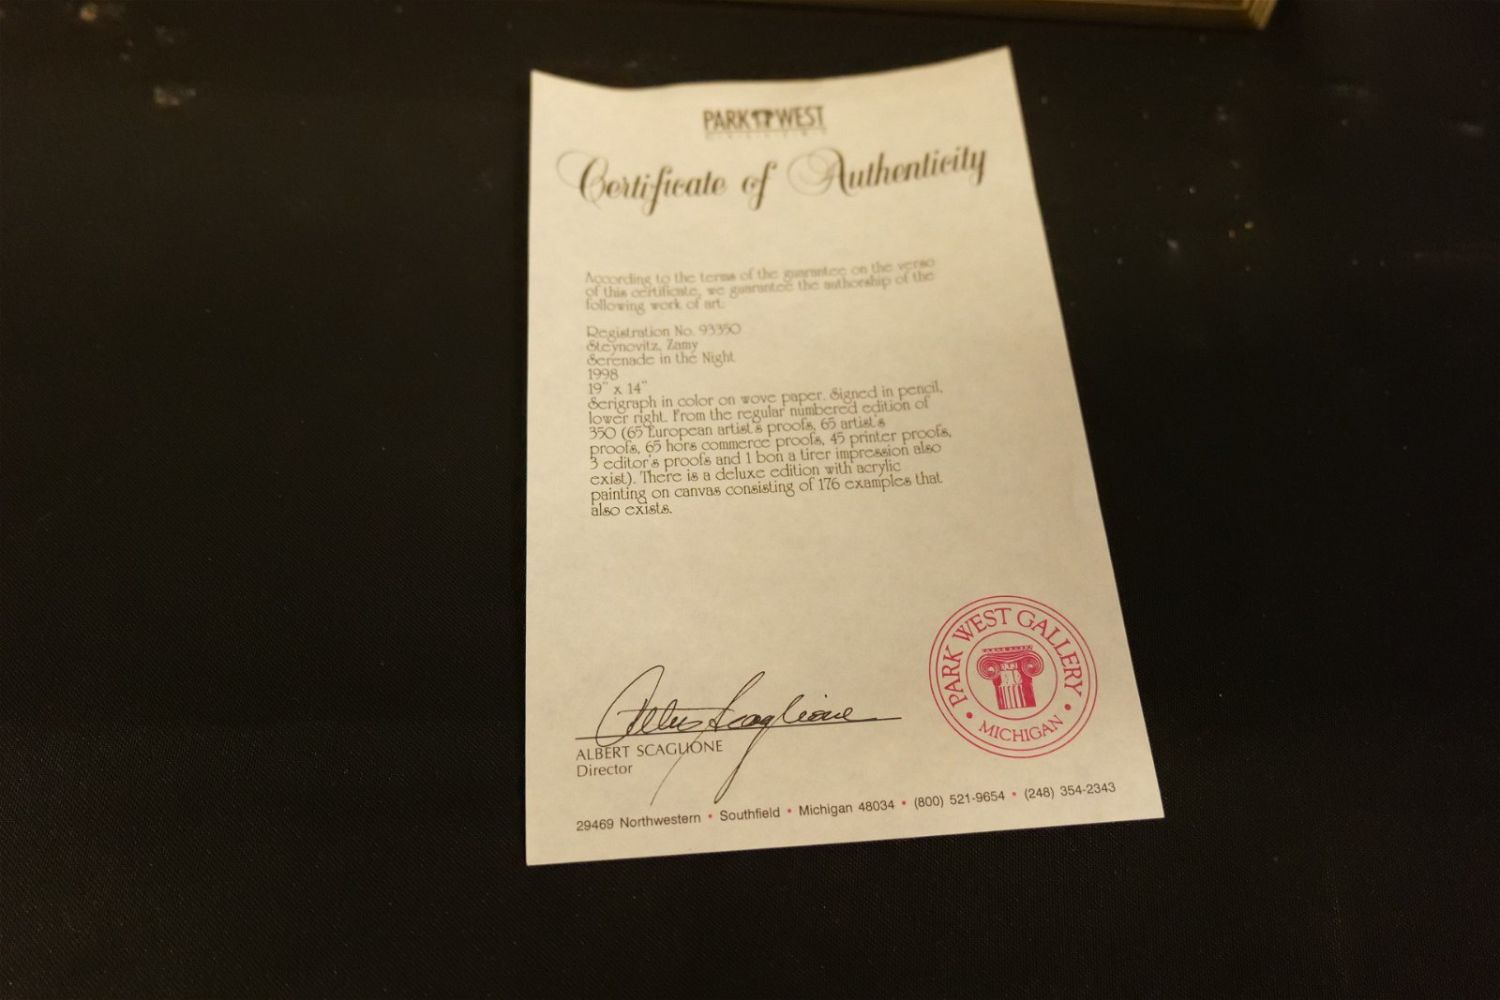 PARK WEST
GALLERY
Certificate of Authenticity
According to the terms of the guarantee on the verso
of this certificate, we guarantee the authorship of the
following work of art:
Registration No. 93350
Steynovitz, Zamy
Serenade in the Night
1998
19" x 14"
Serigraph in color on wove paper. Signed in pencil,
lower right. From the regular numbered edition of
350 (65 European artist's proofs, 65 artist's
proofs, 65 hors commerce proofs, 45 printer proofs,
3 editor's proofs and 1 bon a tirer impression also
exist). There is a deluxe edition with acrylic
painting on canvas consisting of 176 examples that
also exists.
Albert Scaglione
ALBERT SCAGLIONE
Director
PARK WEST GALLERY
• MICHIGAN •
29469 Northwestern • Southfield • Michigan 48034 • (800) 521-9654 • (248) 354-2343